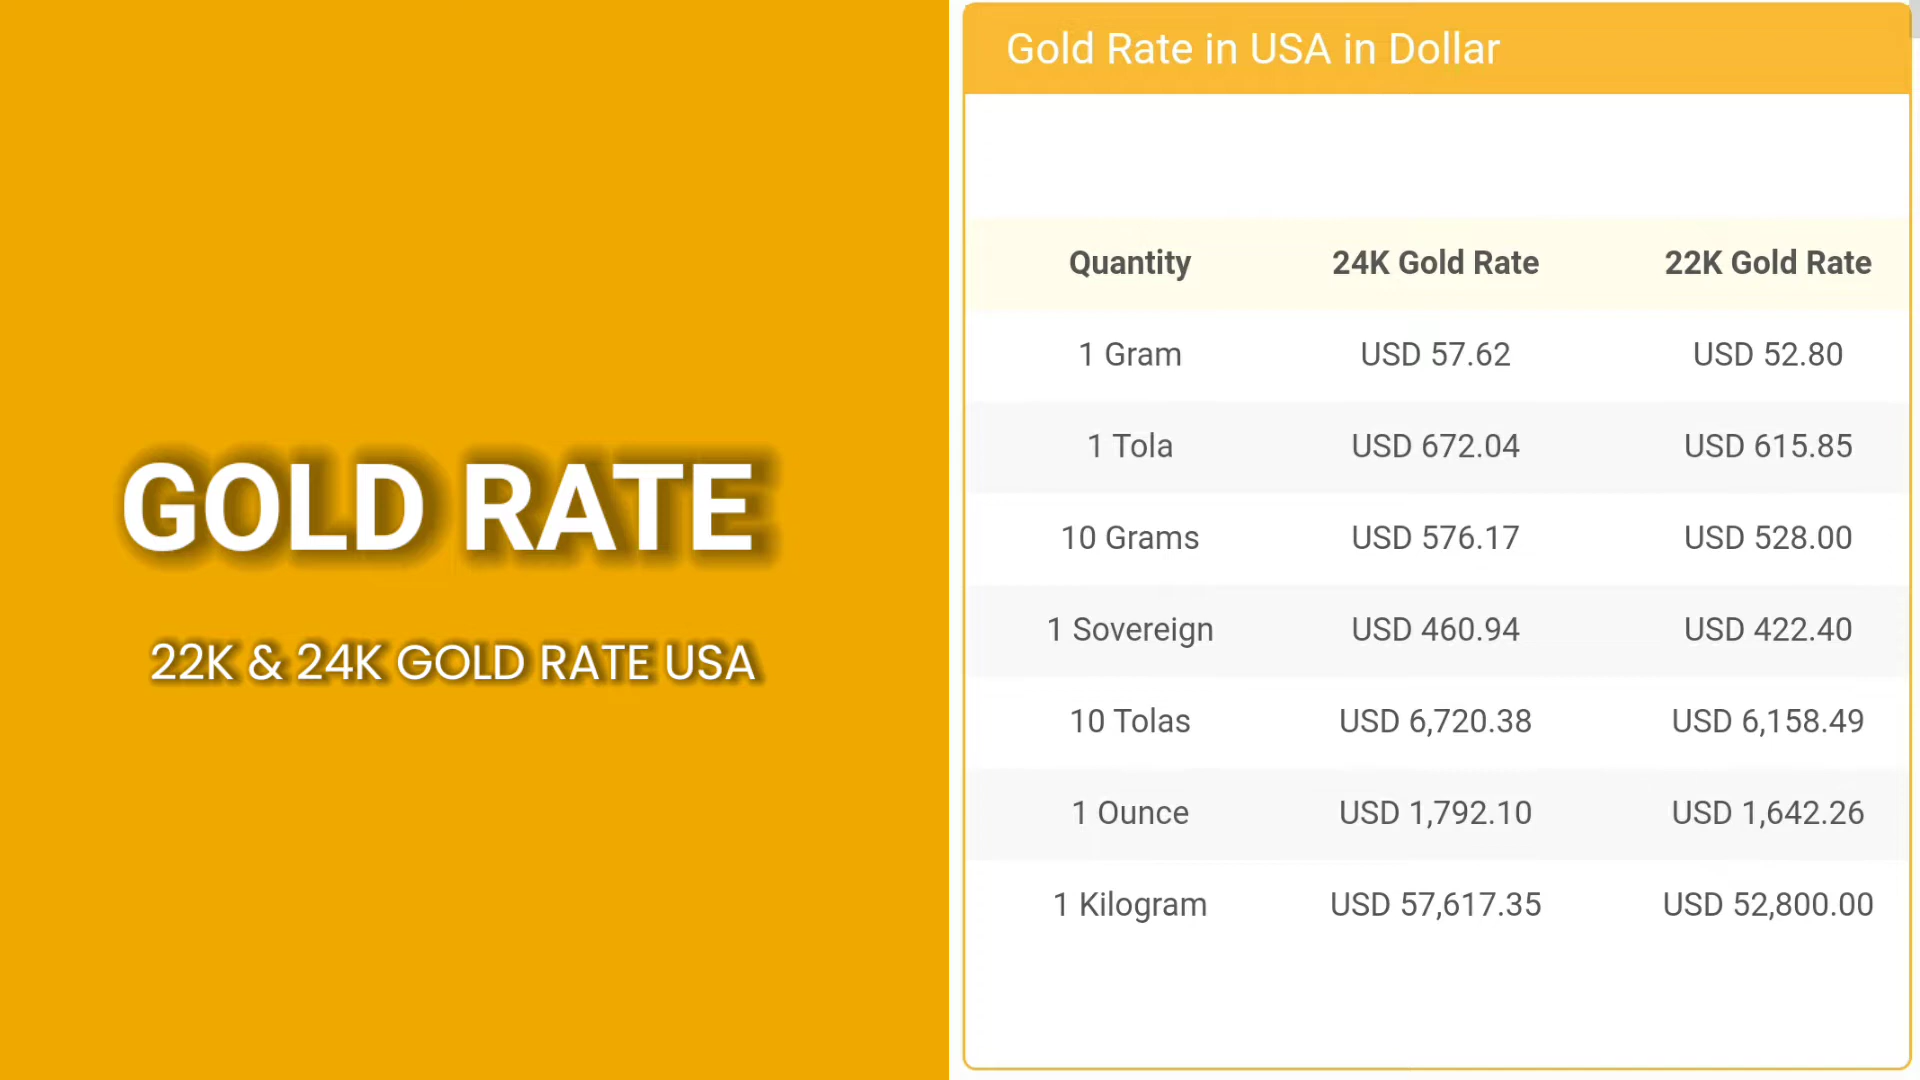 GOLD RATE
22K & 24K GOLD RATE USA
Gold Rate in USA in Dollar
Quantity 24K Gold Rate 22K Gold Rate
1 Gram USD 57.62 USD 52.80
1 Tola USD 672.04 USD 615.85
10 Grams USD 576.17 USD 528.00
1 Sovereign USD 460.94 USD 422.40
10 Tolas USD 6,720.38 USD 6,158.49
1 Ounce USD 1,792.10 USD 1,642.26
1 Kilogram USD 57,617.35 USD 52,800.00